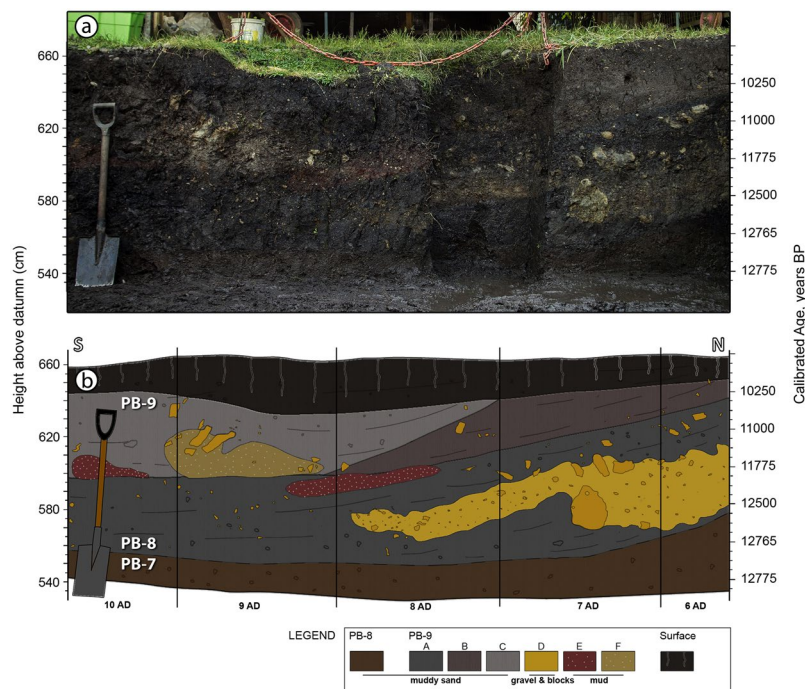 a
660
620
580
540
10250
11000
11775
12500
12765
12775
Height above datumn (cm)
Calibrated Age, years BP
S
N
b
660
620
580
540
PB-9
PB-8
PB-7
10250
11000
11775
12500
12765
12775
10 AD
9 AD
8 AD
7 AD
6 AD
LEGEND
PB-8
PB-9
Surface
A
B
C
D
E
F
muddy sand
gravel & blocks
mud